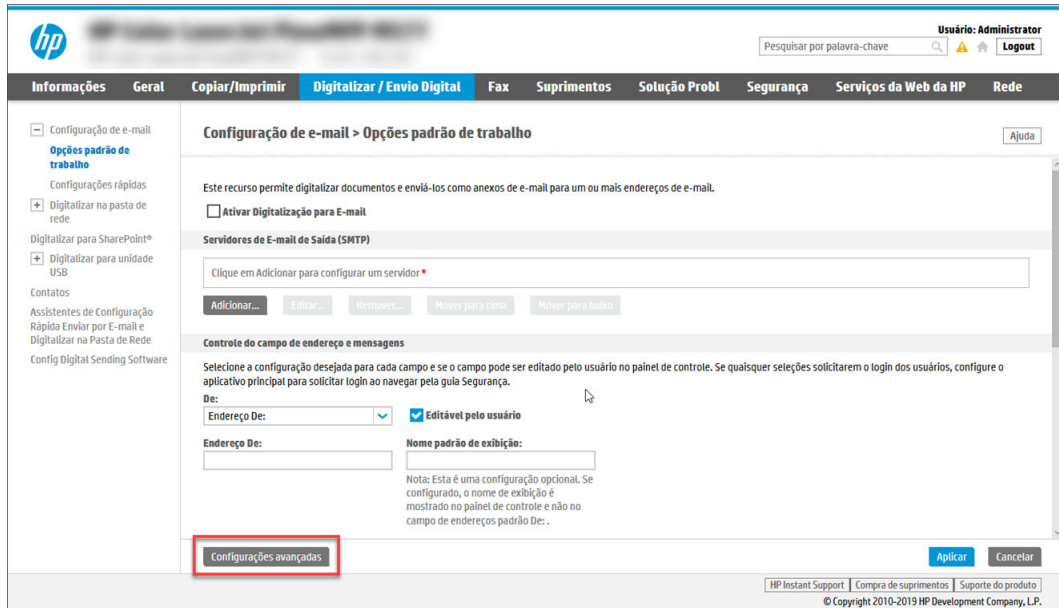 hp
Usuário: Administrator
Pesquisar por palavra-chave
Logout
Informações Geral Copiar/Imprimir Digitalizar / Envio Digital Fax Suprimentos Solução Probl Segurança Serviços da Web da HP Rede
Configuração de e-mail
Opções padrão de
trabalho
Configurações rápidas
Digitalizar na pasta de
rede
Digitalizar para SharePoint®
Digitalizar para unidade
USB
Contatos
Assistentes de Configuração
Rápida Enviar por E-mail e
Digitalizar na Pasta de Rede
Config Digital Sending Software
Configuração de e-mail > Opções padrão de trabalho
Ajuda
Este recurso permite digitalizar documentos e enviá-los como anexos de e-mail para um ou mais endereços de e-mail.
Ativar Digitalização para E-mail
Servidores de E-mail de Saída (SMTP)
Clique em Adicionar para configurar um servidor *
Adicionar... Editar... Remover... Mover para cima Mover para baixo
Controle do campo de endereço e mensagens
Selecione a configuração desejada para cada campo e se o campo pode ser editado pelo usuário no painel de controle. Se quaisquer seleções solicitarem o login dos usuários, configure o
aplicativo principal para solicitar login ao navegar pela guia Segurança.
De:
Endereço De:
Editável pelo usuário
Endereço De:
Nome padrão de exibição:
Nota: Esta é uma configuração opcional. Se
configurado, o nome de exibição é
mostrado no painel de controle e não no
campo de endereços padrão De: .
Configurações avançadas
Aplicar Cancelar
HP Instant Support Compra de suprimentos Suporte do produto
© Copyright 2010-2019 HP Development Company, L.P.